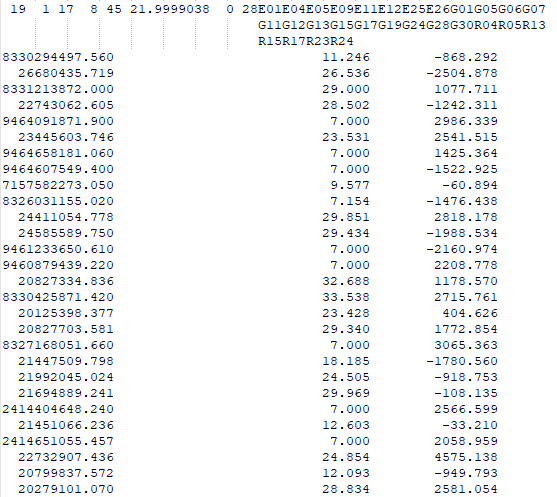 19 1 17 8 45 21.9999038 0 28E01E04E05E09E11E12E25E26G01G05G06G07
G11G12G13G15G17G19G24G28G30R04R05R13
R15R17R23R24
8330294497.560 11.246 -868.292
26680435.719 26.536 -2504.878
8331213872.000 29.000 1077.711
22743062.605 28.502 -1242.311
9464091871.900 7.000 2986.339
23445603.746 23.531 2541.515
9464658181.060 7.000 1425.364
9464607549.400 7.000 -1522.925
7157582273.050 9.577 -60.894
8326031155.020 7.154 -1476.438
24411054.778 29.851 2818.178
24585589.750 29.434 -1988.534
9461233650.610 7.000 -2160.974
9460879439.220 7.000 2208.778
20827334.836 32.688 1178.570
8330425871.420 33.538 2715.761
20125398.377 23.428 404.626
20827703.581 29.340 1772.854
8327168051.660 7.000 3065.363
21447509.798 18.185 -1780.560
21992045.024 24.505 -918.753
21694889.241 29.969 -108.135
2414404648.240 7.000 2566.599
21451066.236 12.603 -33.210
2414651055.457 7.000 2058.959
22732907.436 24.854 4575.138
20799837.572 12.093 -949.793
20279101.070 28.834 2581.054